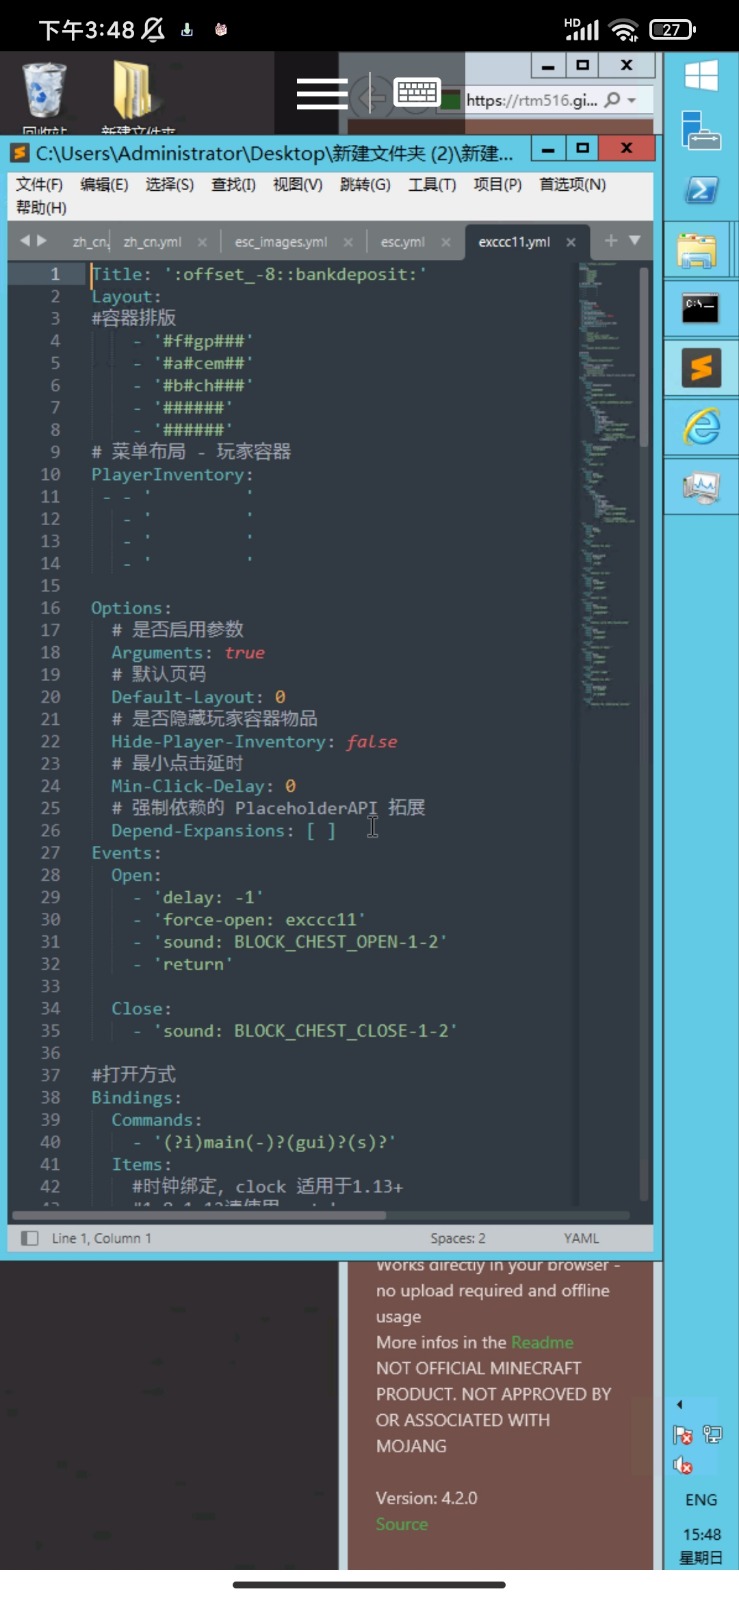 下午3:48
HD
27
https://rtm516.gi...
回收站
新建文件夹
C:\Users\Administrator\Desktop\新建文件夹 (2)\新建...
文件(F) 编辑(E) 选择(S) 查找(I) 视图(V) 跳转(G) 工具(T) 项目(P) 首选项(N)
帮助(H)
zh_cn. zh_cn.yml esc_images.yml esc.yml exccc11.yml
1 Title: ':offset_-8::bankdeposit:'
2 Layout:
3 #容器排版
4 - '#f#gp###'
5 - '#a#cem##'
6 - '#b#ch###'
7 - '######'
8 - '######'
9 # 菜单布局 - 玩家容器
10 PlayerInventory:
11 - - '         '
12 - '         '
13 - '         '
14 - '         '
15
16 Options:
17 # 是否启用参数
18 Arguments: true
19 # 默认页码
20 Default-Layout: 0
21 # 是否隐藏玩家容器物品
22 Hide-Player-Inventory: false
23 # 最小点击延时
24 Min-Click-Delay: 0
25 # 强制依赖的 PlaceholderAPI 拓展
26 Depend-Expansions: [ ]
27 Events:
28 Open:
29 - 'delay: -1'
30 - 'force-open: exccc11'
31 - 'sound: BLOCK_CHEST_OPEN-1-2'
32 - 'return'
33
34 Close:
35 - 'sound: BLOCK_CHEST_CLOSE-1-2'
36
37 #打开方式
38 Bindings:
39 Commands:
40 - '(?i)main(-)?(gui)?(s)?'
41 Items:
42 #时钟绑定, clock 适用于1.13+
Line 1, Column 1 Spaces: 2 YAML
Works directly in your browser -
no upload required and offline
usage
More infos in the Readme
NOT OFFICIAL MINECRAFT
PRODUCT. NOT APPROVED BY
OR ASSOCIATED WITH
MOJANG
Version: 4.2.0
Source
ENG
15:48
星期日